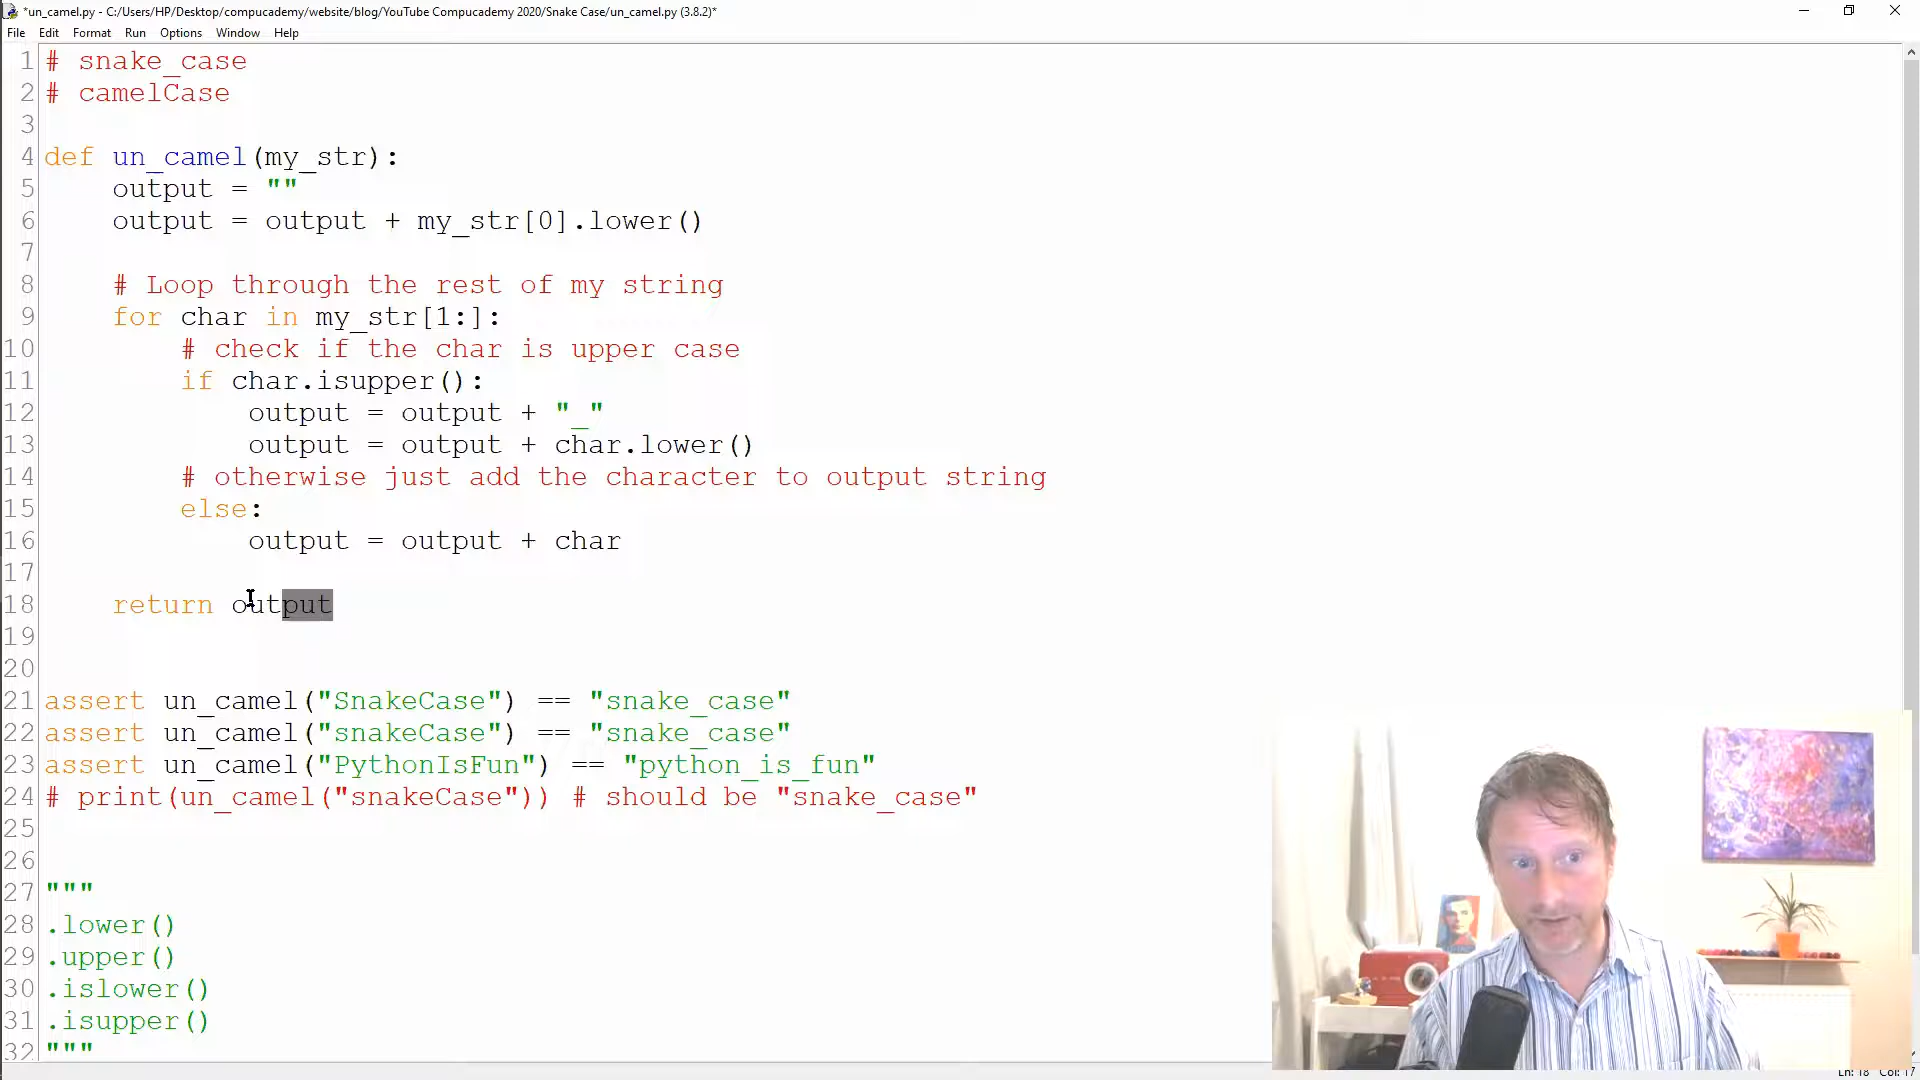 *un_camel.py - C:/Users/HP/Desktop/compucademy/website/blog/YouTube Compucademy 2020/Snake Case/un_camel.py (3.8.2)*
File Edit Format Run Options Window Help
1 # snake_case
2 # camelCase
3
4 def un_camel(my_str):
5     output = ""
6     output = output + my_str[0].lower()
7
8     # Loop through the rest of my string
9     for char in my_str[1:]:
10         # check if the char is upper case
11         if char.isupper():
12             output = output + "_"
13             output = output + char.lower()
14         # otherwise just add the character to output string
15         else:
16             output = output + char
17
18     return output
19
20
21 assert un_camel("SnakeCase") == "snake_case"
22 assert un_camel("snakeCase") == "snake_case"
23 assert un_camel("PythonIsFun") == "python_is_fun"
24 # print(un_camel("snakeCase")) # should be "snake_case"
25
26
27 """
28 .lower()
29 .upper()
30 .islower()
31 .isupper()
32 """
Ln: 18 Col: 17